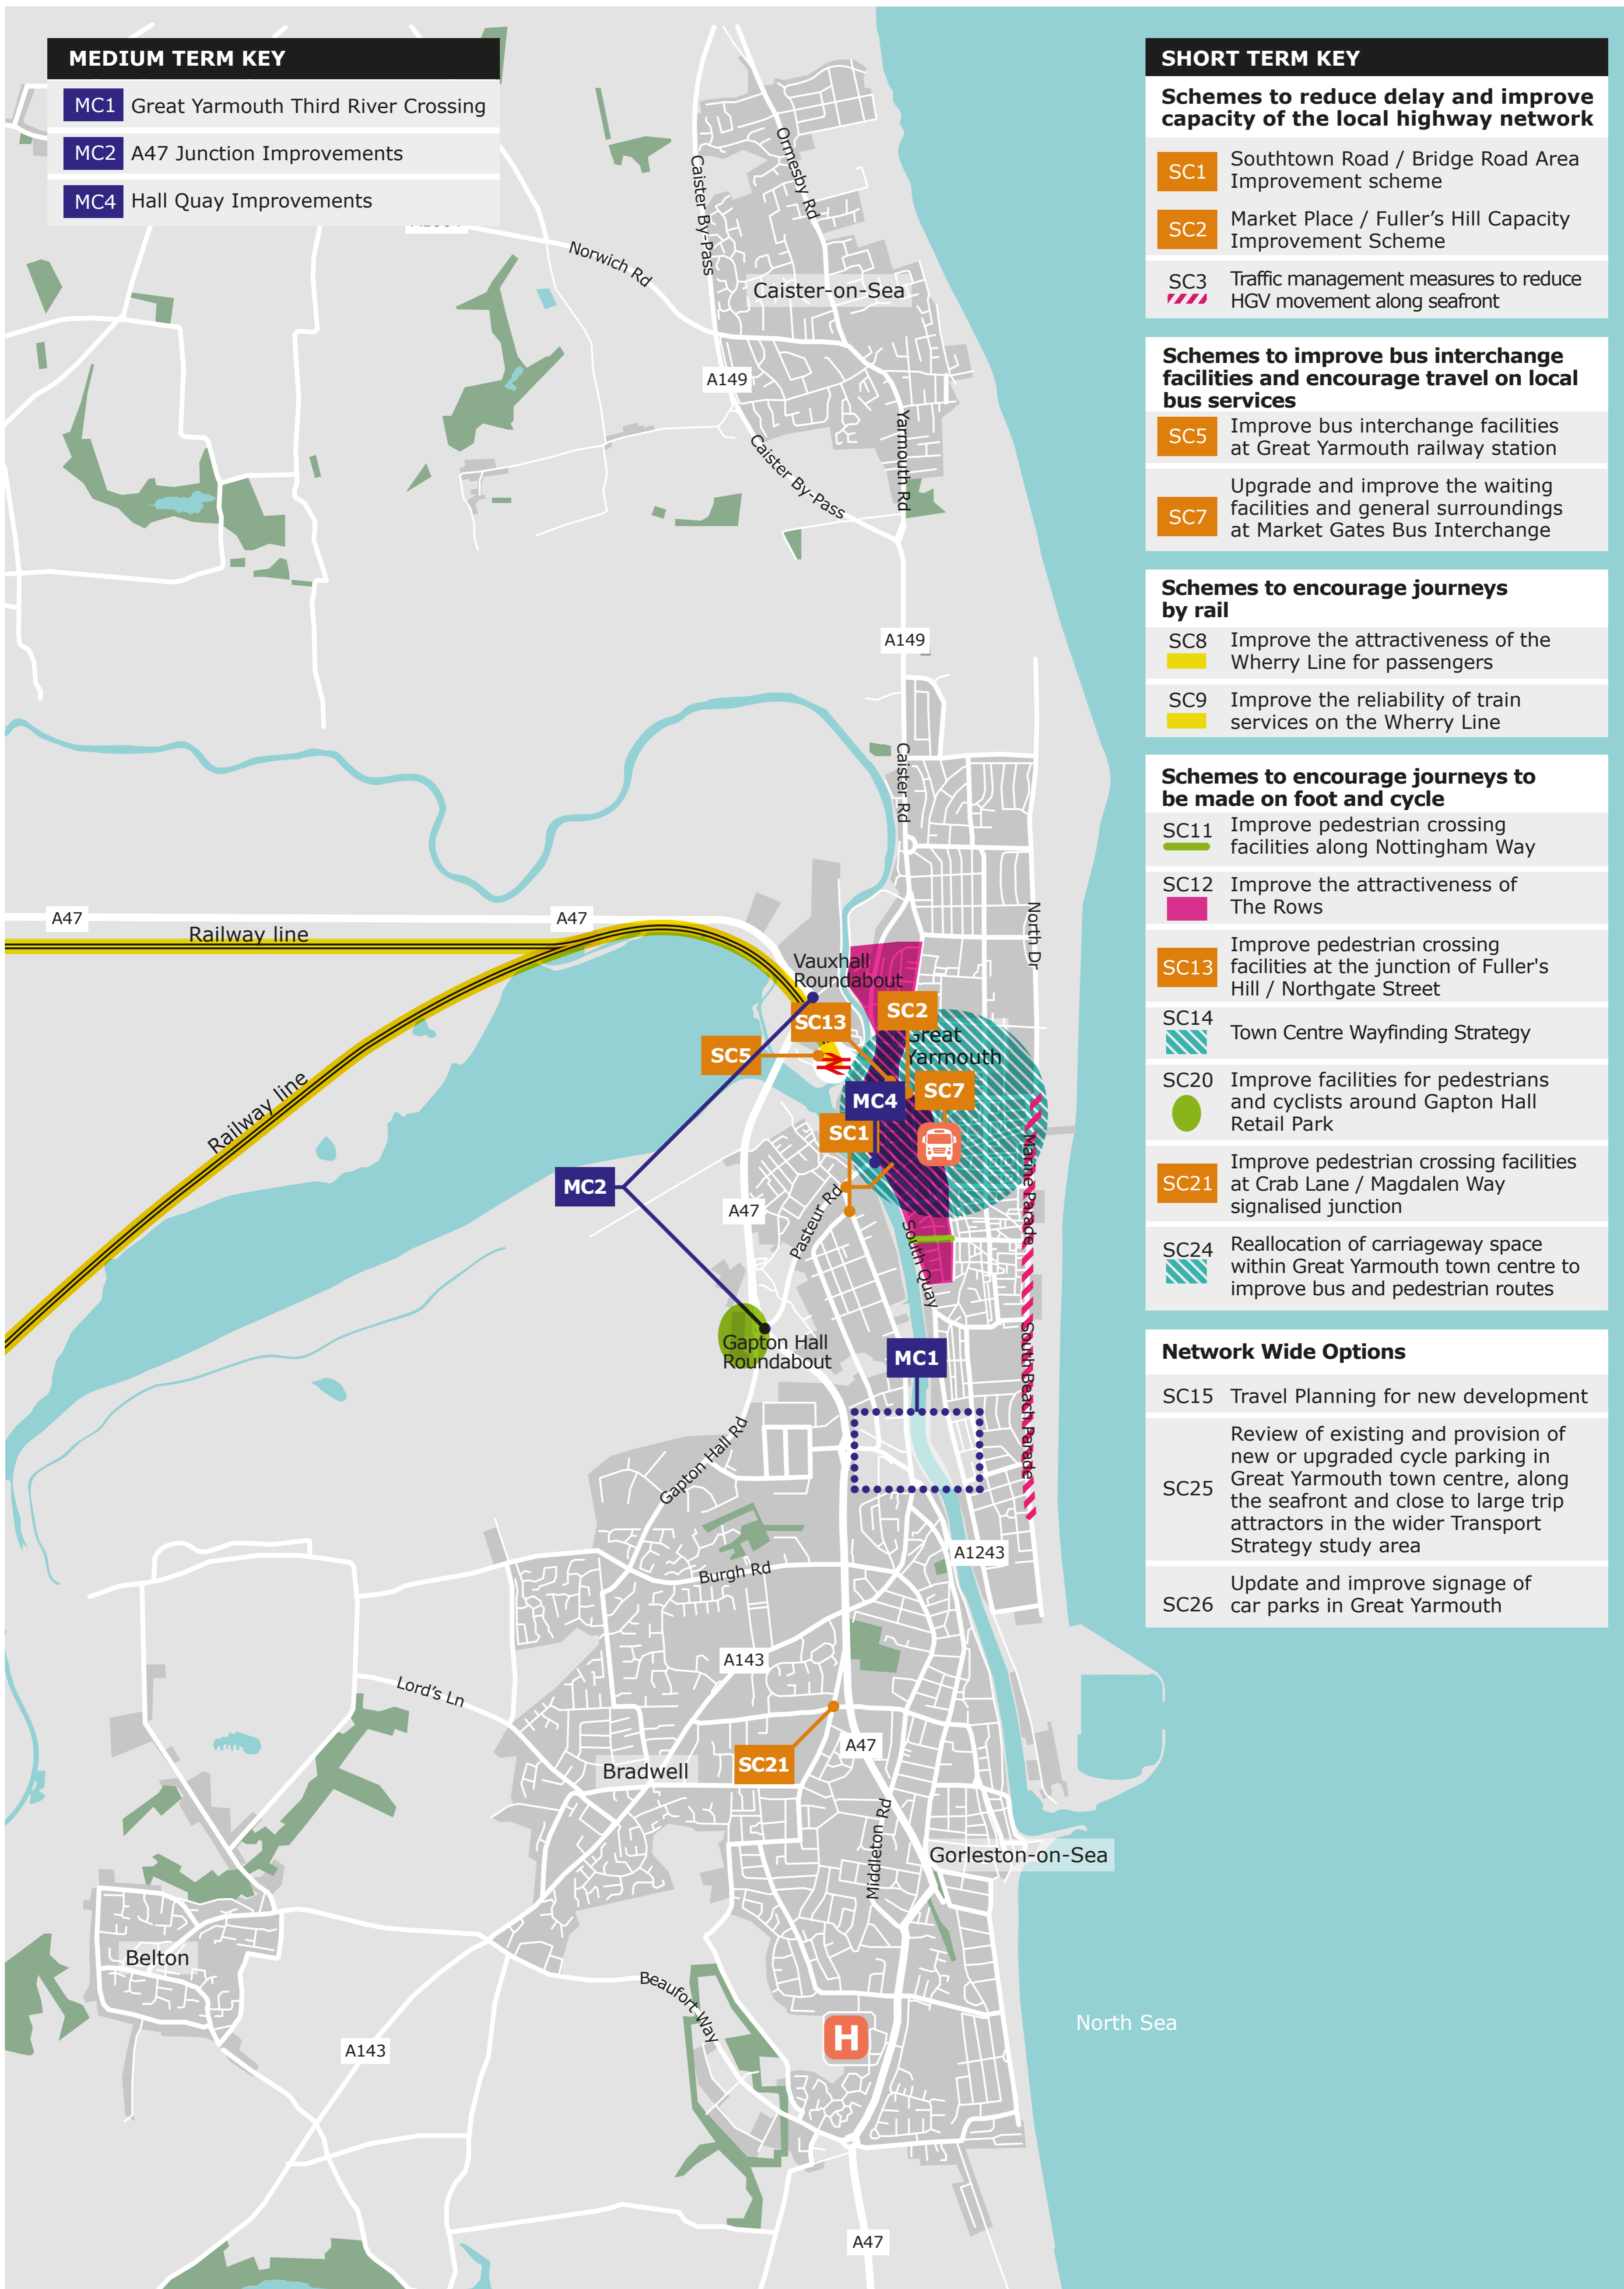 MEDIUM TERM KEY
MC1 Great Yarmouth Third River Crossing
MC2 A47 Junction Improvements
MC4 Hall Quay Improvements
SHORT TERM KEY
Schemes to reduce delay and improve
capacity of the local highway network
SC1 Southtown Road / Bridge Road Area
Improvement scheme
SC2 Market Place / Fuller's Hill Capacity
Improvement Scheme
SC3 Traffic management measures to reduce
HGV movement along seafront
Schemes to improve bus interchange
facilities and encourage travel on local
bus services
SC5 Improve bus interchange facilities
at Great Yarmouth railway station
SC7 Upgrade and improve the waiting
facilities and general surroundings
at Market Gates Bus Interchange
Schemes to encourage journeys
by rail
SC8 Improve the attractiveness of the
Wherry Line for passengers
SC9 Improve the reliability of train
services on the Wherry Line
Schemes to encourage journeys to
be made on foot and cycle
SC11 Improve pedestrian crossing
facilities along Nottingham Way
SC12 Improve the attractiveness of
The Rows
SC13 Improve pedestrian crossing
facilities at the junction of Fuller's
Hill / Northgate Street
SC14 Town Centre Wayfinding Strategy
SC20 Improve facilities for pedestrians
and cyclists around Gapton Hall
Retail Park
SC21 Improve pedestrian crossing facilities
at Crab Lane / Magdalen Way
signalised junction
SC24 Reallocation of carriageway space
within Great Yarmouth town centre to
improve bus and pedestrian routes
Network Wide Options
SC15 Travel Planning for new development
SC25 Review of existing and provision of
new or upgraded cycle parking in
Great Yarmouth town centre, along
the seafront and close to large trip
attractors in the wider Transport
Strategy study area
SC26 Update and improve signage of
car parks in Great Yarmouth
Caister By-Pass
Ormesby Rd
Norwich Rd
Caister-on-Sea
A149
Yarmouth Rd
Caister By-Pass
A149
Caister Rd
North Dr
A47
A47
Railway line
Vauxhall
Roundabout
SC13
SC2
SC5
Great
Yarmouth
SC7
MC4
SC1
Railway line
MC2
A47
Pasteur Rd
Marine Parade
South Quay
Gapton Hall
Roundabout
MC1
South Beach Parade
Gapton Hall Rd
A1243
Burgh Rd
A143
Lord's Ln
A47
SC21
Bradwell
Middleton Rd
Gorleston-on-Sea
Belton
Beaufort Way
North Sea
H
A143
A47